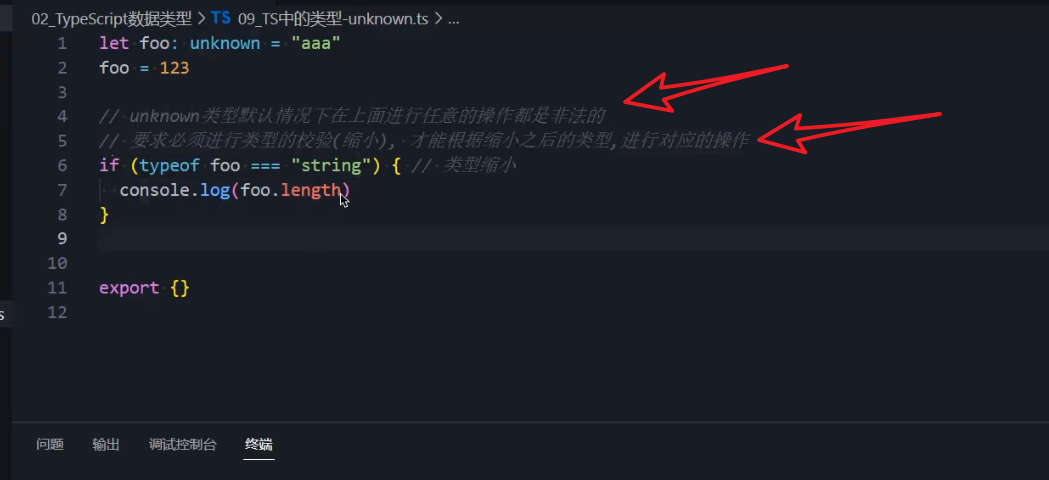 02_TypeScript数据类型 > TS 09_TS中的类型-unknown.ts > ...
1 let foo: unknown = "aaa"
2 foo = 123
3
4 // unknown类型默认情况下在上面进行任意的操作都是非法的
5 // 要求必须进行类型的校验(缩小), 才能根据缩小之后的类型,进行对应的操作
6 if (typeof foo === "string") { // 类型缩小
7 console.log(foo.length)
8 }
9
10
11 export {}
s
12
问题 输出 调试控制台 终端